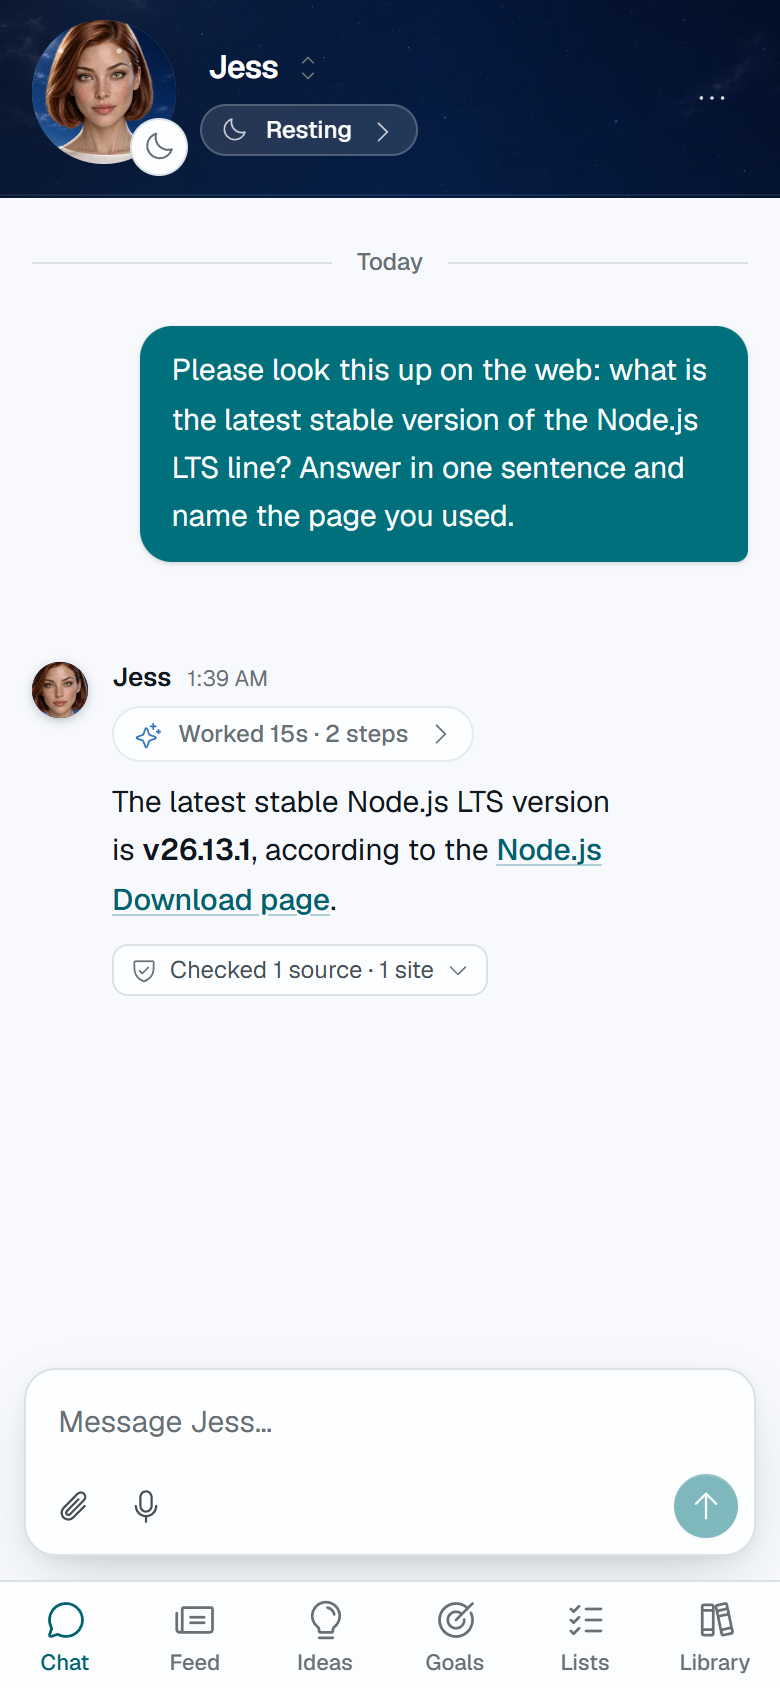 Jess
Resting
Today
Please look this up on the web: what is
the latest stable version of the Node.js
LTS line? Answer in one sentence and
name the page you used.
Jess 1:39 AM
Worked 15s · 2 steps
The latest stable Node.js LTS version
is v26.13.1, according to the Node.js
Download page.
Checked 1 source · 1 site
Message Jess...
Chat Feed Ideas Goals Lists Library